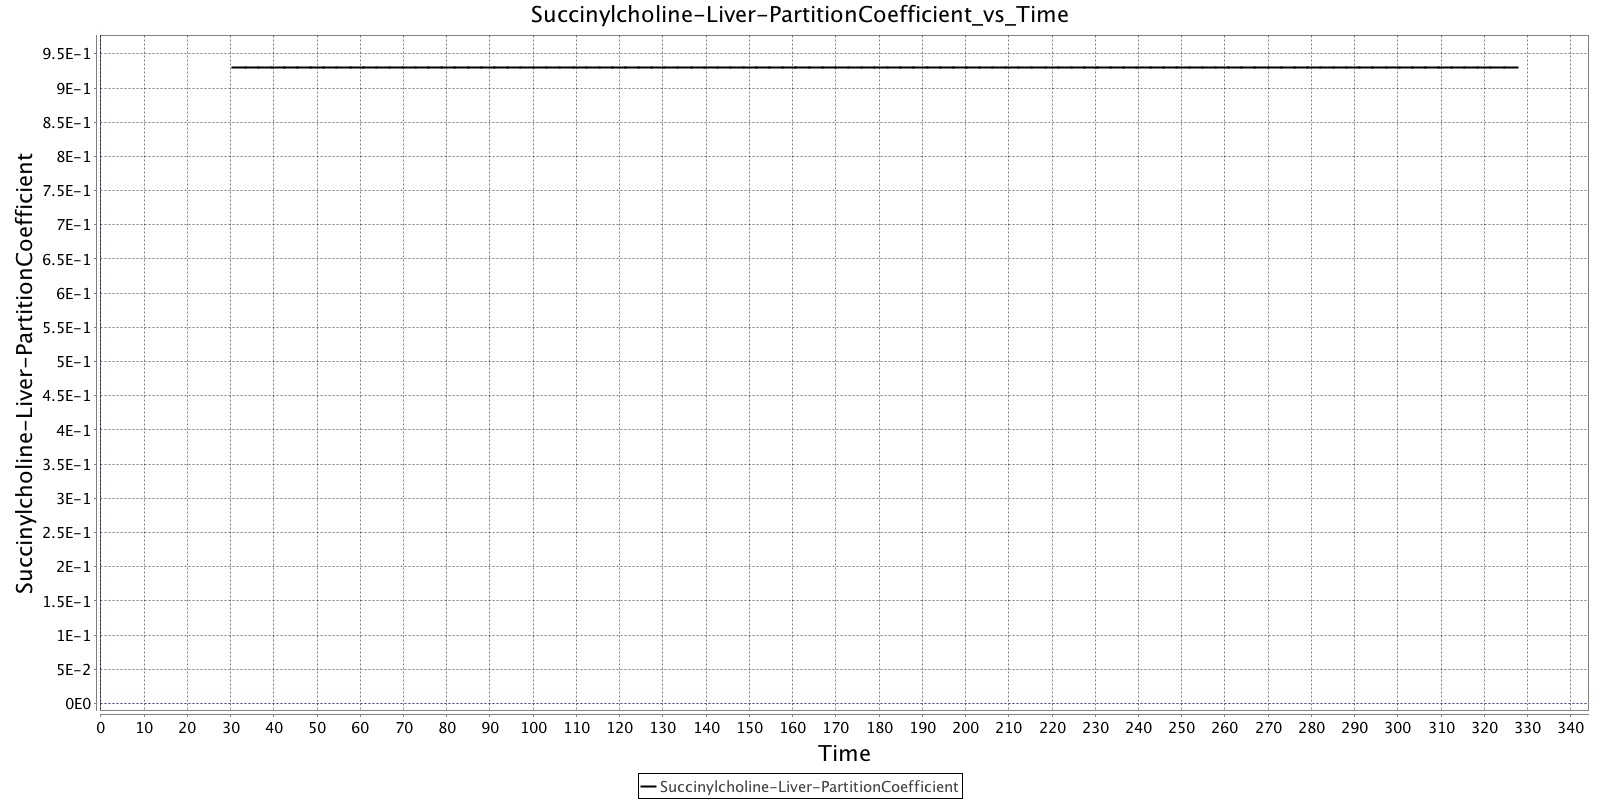 Succinylcholine-Liver-PartitionCoefficient_vs_Time
Succinylcholine-Liver-PartitionCoefficient
9.5E-1
9E-1
8.5E-1
8E-1
7.5E-1
7E-1
6.5E-1
6E-1
5.5E-1
5E-1
4.5E-1
4E-1
3.5E-1
3E-1
2.5E-1
2E-1
1.5E-1
1E-1
5E-2
0E0
0 10 20 30 40 50 60 70 80 90 100 110 120 130 140 150 160 170 180 190 200 210 220 230 240 250 260 270 280 290 300 310 320 330 340
Time
Succinylcholine-Liver-PartitionCoefficient